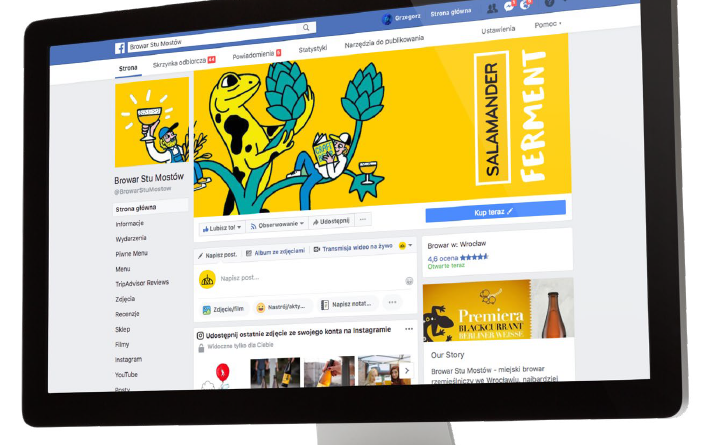 Browar Stu Mostów
Grzegorz
Strona główna
Strona
Skrzynka odbiorcza
Powiadomienia
Statystyki
Narzędzia do publikowania
Ustawienia
Pomoc
SALAMANDER
FERMENT
Browar Stu Mostów
@BrowarStuMostow
Strona główna
Informacje
Wydarzenia
Piwne Menu
Menu
TripAdvisor Reviews
Zdjęcia
Recenzje
Sklep
Filmy
Instagram
YouTube
Posty
Lubisz to!
Obserwowanie
Udostępnij
Kup teraz
Napisz post.
Album ze zdjęciami
Transmisja wideo na żywo
Napisz post...
Zdjęcie/film
Nastrój/akty...
Napisz notat...
Udostępnij ostatnie zdjęcie ze swojego konta na Instagramie
Widoczne tylko dla Ciebie
Browar w: Wrocław
4,6 ocena
Otwarte teraz
Premiera
BLACKCURRANT
BERLINER WEISSE
Our Story
Browar Stu Mostów - miejski browar
rzemieślniczy we Wrocławiu, najbardziej